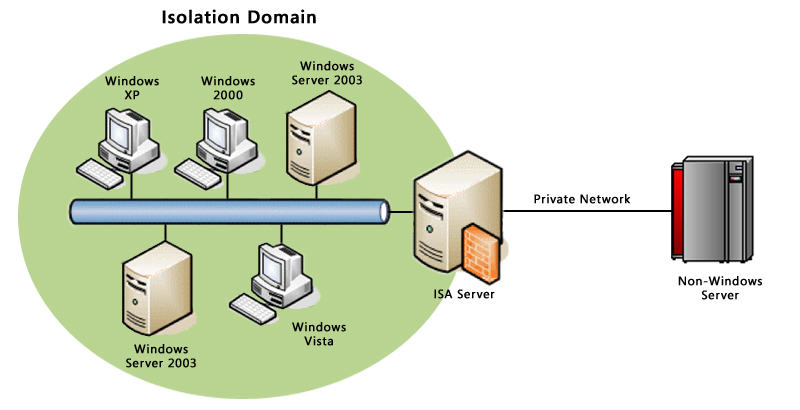 Isolation Domain
Windows
XP
Windows
2000
Windows
Server 2003
Private Network
ISA Server
Non-Windows
Server
Windows
Server 2003
Windows
Vista